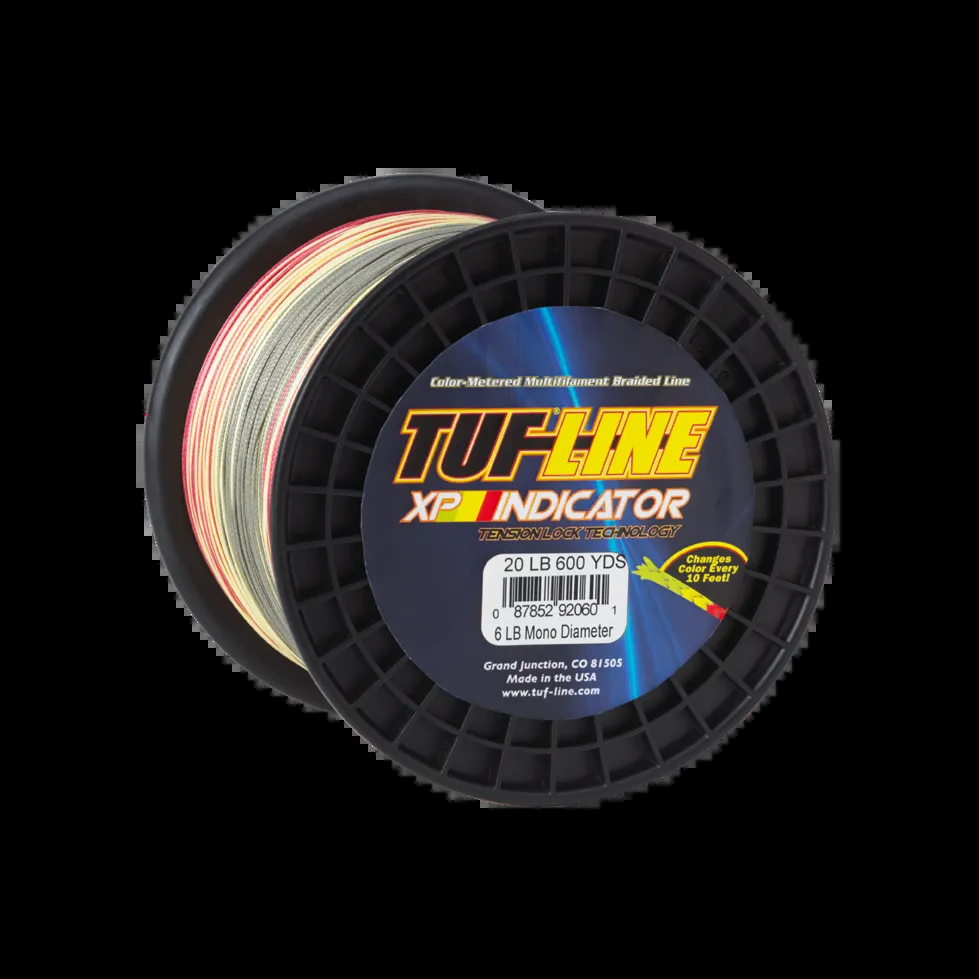 Color-Metered Multifilament Braided Line
TUF-LINE®
XP INDICATOR
TENSION LOCK TECHNOLOGY
20 LB 600 YDS
0 87852 92060 1
6 LB Mono Diameter
Changes
Color Every
10 Feet!
Grand Junction, CO 81505
Made in the USA
www.tuf-line.com